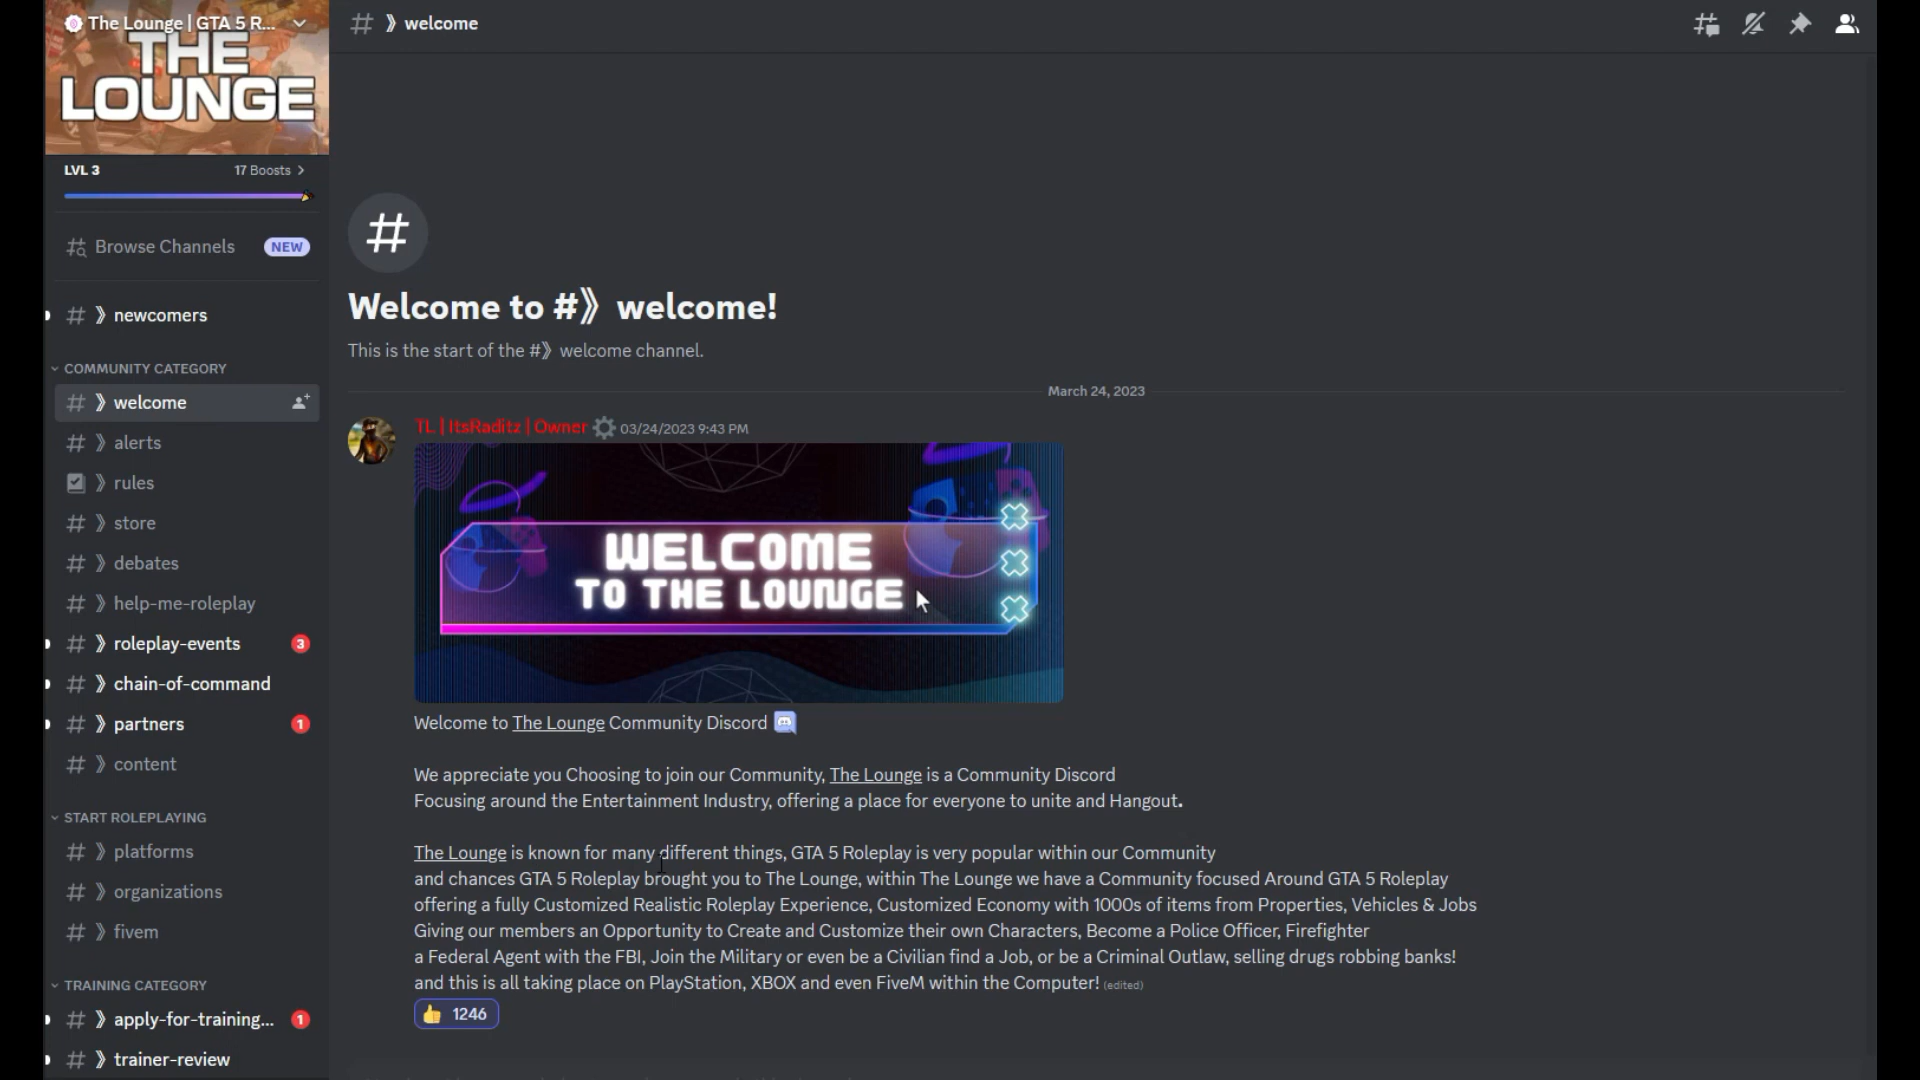 The Lounge | GTA 5 R...
THE
LOUNGE
LVL 3
17 Boosts
Browse Channels
NEW
# 》newcomers
COMMUNITY CATEGORY
# 》welcome
# 》alerts
》rules
# 》store
# 》debates
# 》help-me-roleplay
# 》roleplay-events 3
# 》chain-of-command
# 》partners 1
# 》content
START ROLEPLAYING
# 》platforms
# 》organizations
# 》fivem
TRAINING CATEGORY
# 》apply-for-training... 1
# 》trainer-review
# 》welcome
#
Welcome to #》welcome!
This is the start of the #》welcome channel.
March 24, 2023
TL | ItsRaditz | Owner 03/24/2023 9:43 PM
WELCOME
TO THE LOUNGE
Welcome to The Lounge Community Discord
We appreciate you Choosing to join our Community, The Lounge is a Community Discord
Focusing around the Entertainment Industry, offering a place for everyone to unite and Hangout.
The Lounge is known for many different things, GTA 5 Roleplay is very popular within our Community
and chances GTA 5 Roleplay brought you to The Lounge, within The Lounge we have a Community focused Around GTA 5 Roleplay
offering a fully Customized Realistic Roleplay Experience, Customized Economy with 1000s of items from Properties, Vehicles & Jobs
Giving our members an Opportunity to Create and Customize their own Characters, Become a Police Officer, Firefighter
a Federal Agent with the FBI, Join the Military or even be a Civilian find a Job, or be a Criminal Outlaw, selling drugs robbing banks!
and this is all taking place on PlayStation, XBOX and even FiveM within the Computer! (edited)
👍 1246